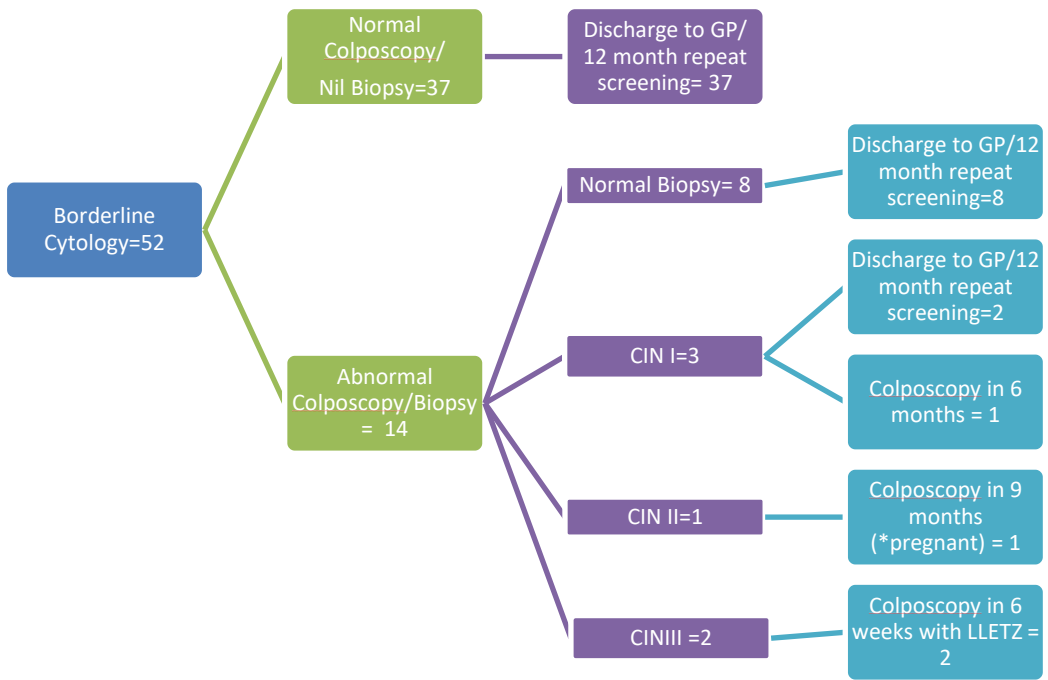 Borderline
Cytology=52
Normal
Colposcopy/
Nil Biopsy=37
Discharge to GP/
12 month repeat
screening= 37
Abnormal
Colposcopy/Biopsy
= 14
Normal Biopsy= 8
Discharge to GP/12
month repeat
screening=8
CIN I=3
Discharge to GP/12
month repeat
screening=2
Colposcopy in 6
months = 1
CIN II=1
Colposcopy in 9
months
(*pregnant) = 1
CINIII =2
Colposcopy in 6
weeks with LLETZ =
2